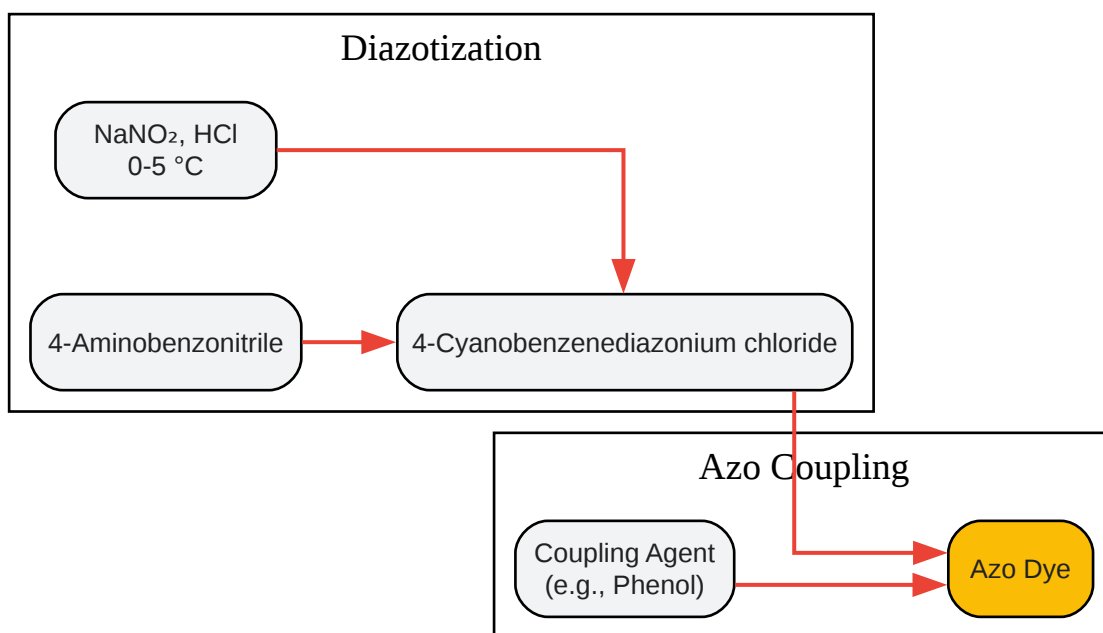 Diazotization
NaNO₂, HCl
0-5 °C
4-Aminobenzonitrile
4-Cyanobenzenediazonium chloride
Azo Coupling
Coupling Agent
(e.g., Phenol)
Azo Dye